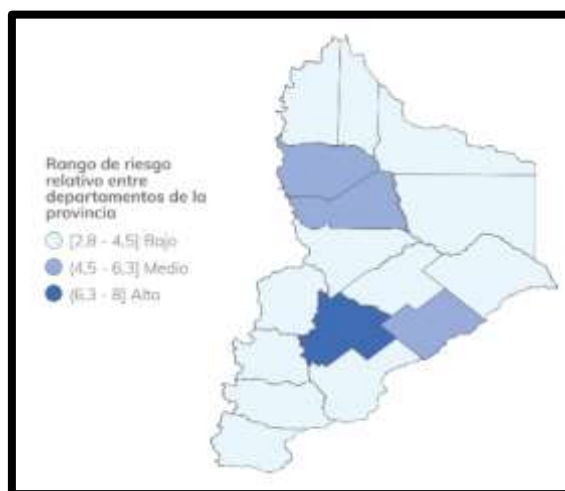 Rango de riesgo
relativo entre
departamentos de la
provincia
[2,8 - 4,5] Bajo
(4,5 - 6,3] Medio
(6,3 - 8] Alto